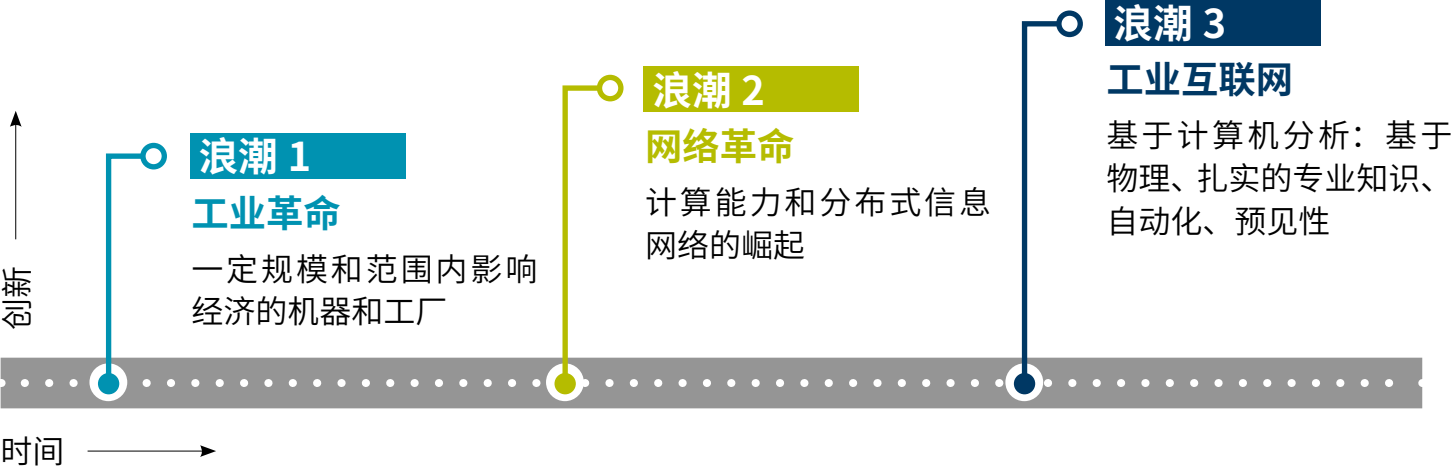 浪潮 1
工业革命
一定规模和范围内影响
经济的机器和工厂
浪潮 2
网络革命
计算能力和分布式信息
网络的崛起
浪潮 3
工业互联网
基于计算机分析：基于
物理、扎实的专业知识、
自动化、预见性
创新
时间